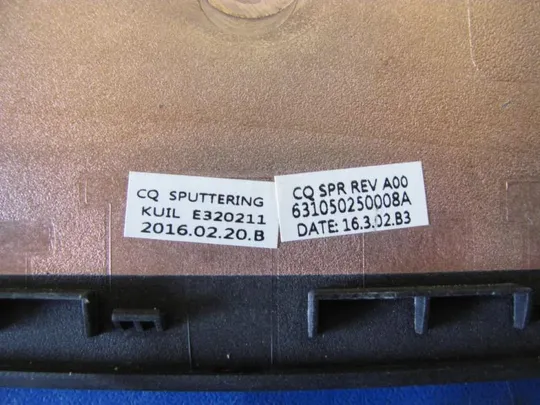 CQ SPUTTERING
KUIL E320211
2016.02.20.B
CQ SPR REV A00
631050250008A
DATE: 16.3.02.B3